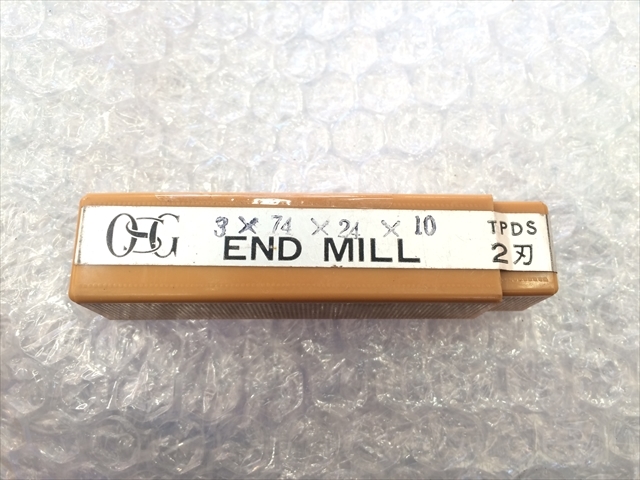 OSG 3 × 74 × 24 × 10 TPDS
END MILL 2刃